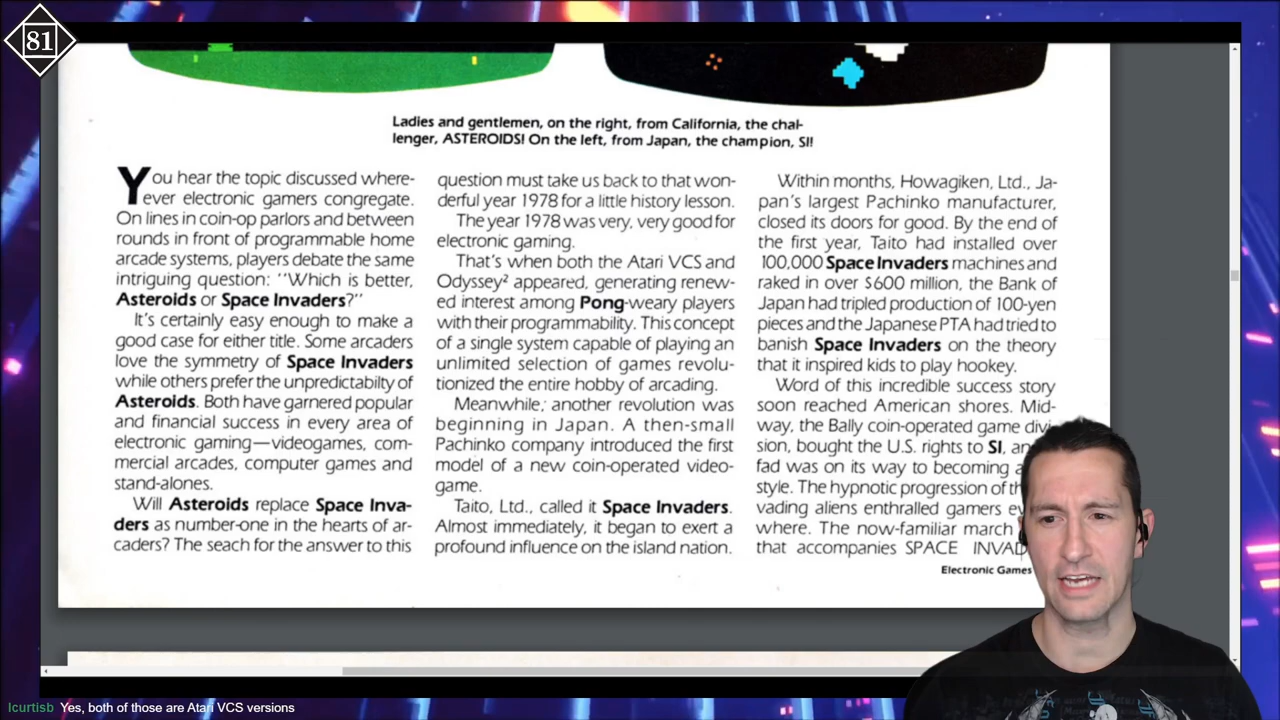 81
Ladies and gentlemen, on the right, from California, the chal-
lenger, ASTEROIDS! On the left, from Japan, the champion, SI!
You hear the topic discussed where-
ever electronic gamers congregate.
On lines in coin-op parlors and between
rounds in front of programmable home
arcade systems, players debate the same
intriguing question: "Which is better,
Asteroids or Space Invaders?"
It's certainly easy enough to make a
good case for either title. Some arcaders
love the symmetry of Space Invaders
while others prefer the unpredictabilty of
Asteroids. Both have garnered popular
and financial success in every area of
electronic gaming—videogames, com-
mercial arcades, computer games and
stand-alones.
Will Asteroids replace Space Inva-
ders as number-one in the hearts of ar-
caders? The seach for the answer to this
question must take us back to that won-
derful year 1978 for a little history lesson.
The year 1978 was very, very good for
electronic gaming.
That's when both the Atari VCS and
Odyssey² appeared, generating renew-
ed interest among Pong-weary players
with their programmability. This concept
of a single system capable of playing an
unlimited selection of games revolu-
tionized the entire hobby of arcading.
Meanwhile, another revolution was
beginning in Japan. A then-small
Pachinko company introduced the first
model of a new coin-operated video-
game.
Taito, Ltd., called it Space Invaders.
Almost immediately, it began to exert a
profound influence on the island nation.
Within months, Howagiken, Ltd., Ja-
pan's largest Pachinko manufacturer,
closed its doors for good. By the end of
the first year, Taito had installed over
100,000 Space Invaders machines and
raked in over $600 million, the Bank of
Japan had tripled production of 100-yen
pieces and the Japanese PTA had tried to
banish Space Invaders on the theory
that it inspired kids to play hookey.
Word of this incredible success story
soon reached American shores. Mid-
way, the Bally coin-operated game divi-
sion, bought the U.S. rights to SI,
fad was on its way to becoming a
style. The hypnotic progression of
vading aliens enthralled gamers
where. The now-familiar march
that accompanies SPACE INVAD
Electronic Games
lcurtisb Yes, both of those are Atari VCS versions